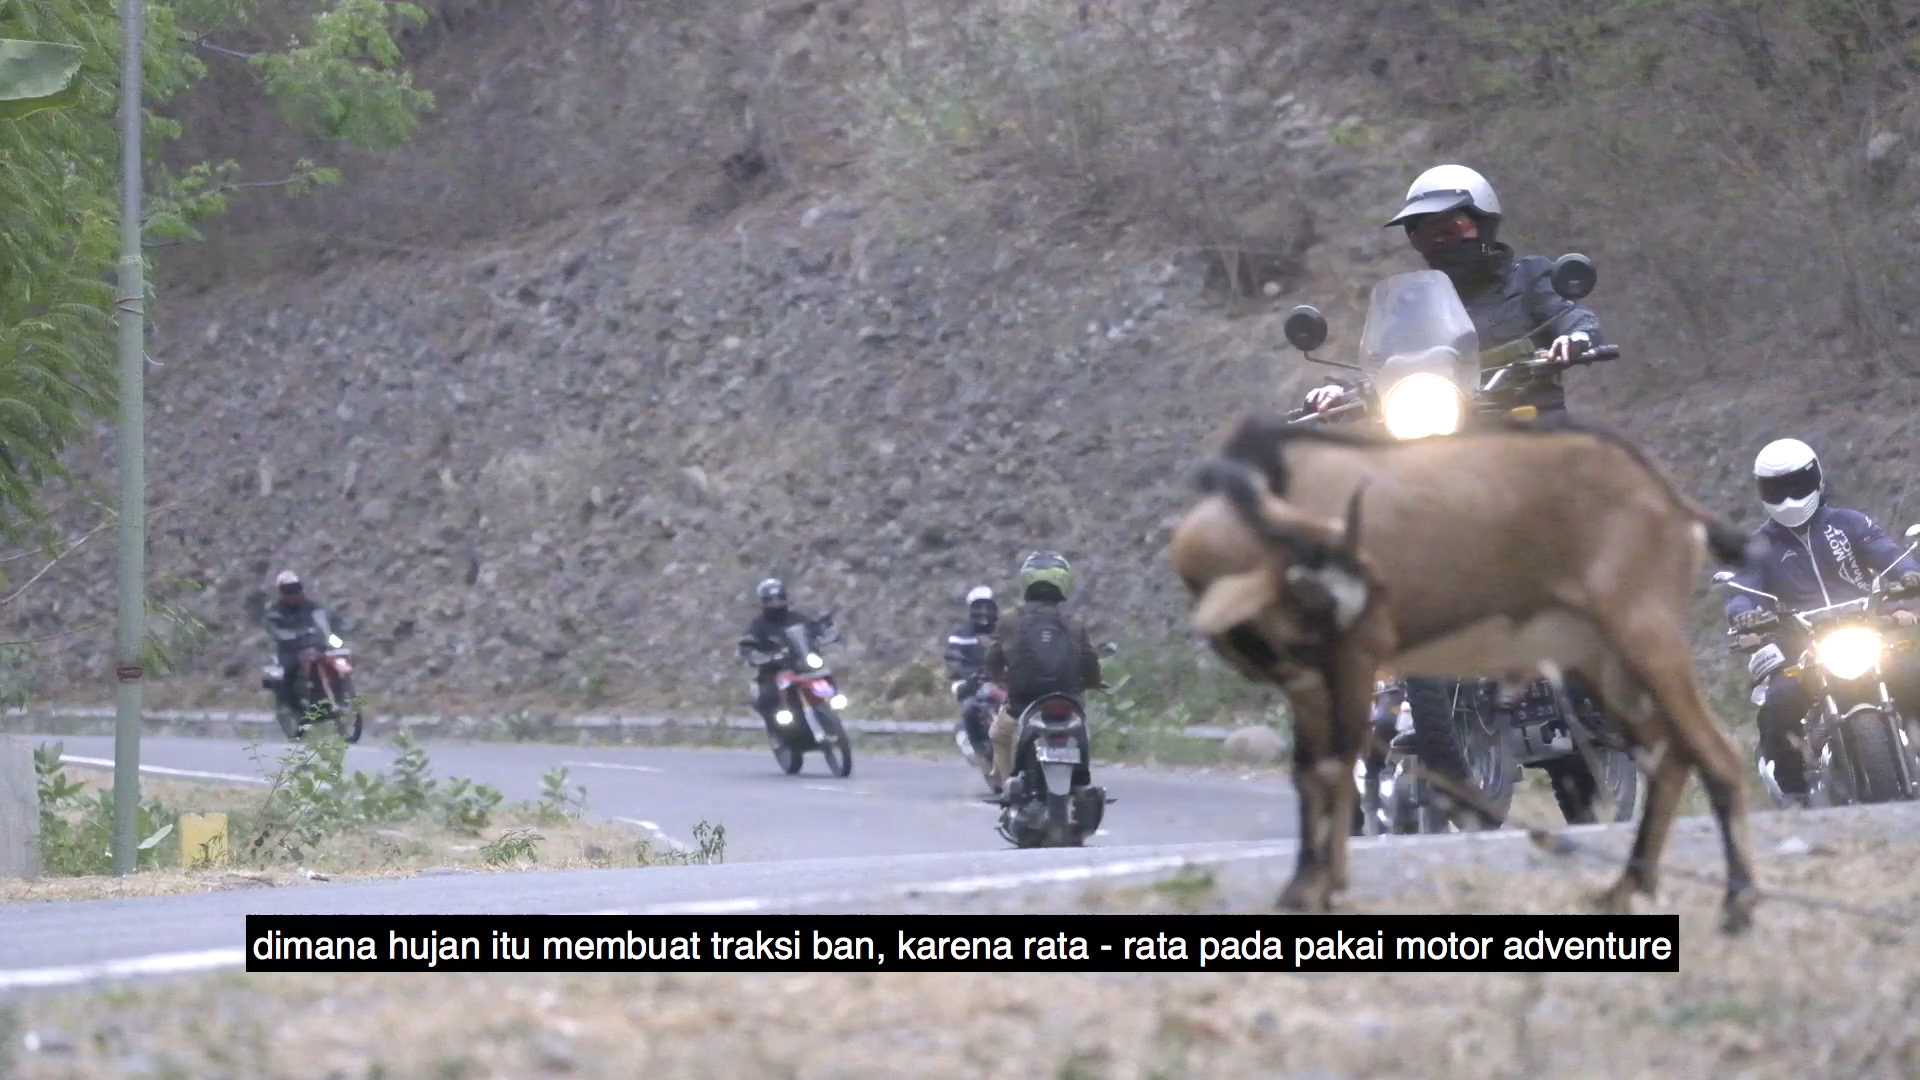 dimana hujan itu membuat traksi ban, karena rata - rata pada pakai motor adventure